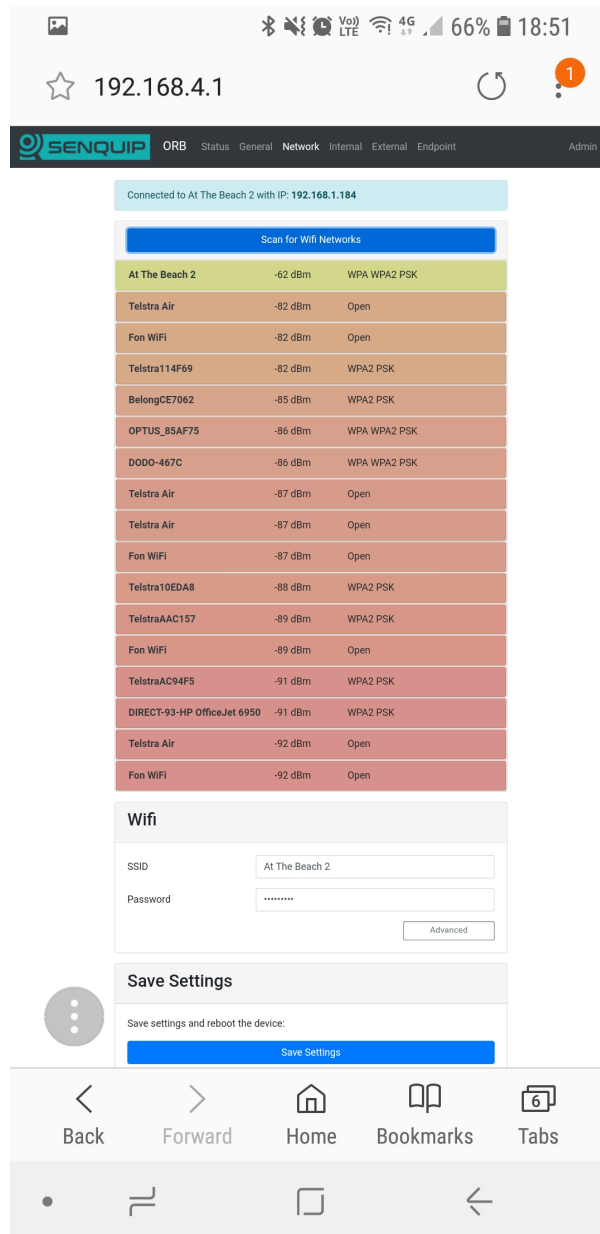 Vo)) LTE 4G 66% 18:51
192.168.4.1 1
SENQUIP ORB Status General Network Internal External Endpoint Admin
Connected to At The Beach 2 with IP: 192.168.1.184
Scan for Wifi Networks
At The Beach 2 -62 dBm WPA WPA2 PSK
Telstra Air -82 dBm Open
Fon WiFi -82 dBm Open
Telstra114F69 -82 dBm WPA2 PSK
BelongCE7062 -85 dBm WPA2 PSK
OPTUS_85AF75 -86 dBm WPA WPA2 PSK
DODO-467C -86 dBm WPA WPA2 PSK
Telstra Air -87 dBm Open
Telstra Air -87 dBm Open
Fon WiFi -87 dBm Open
Telstra10EDA8 -88 dBm WPA2 PSK
TelstraAAC157 -89 dBm WPA2 PSK
Fon WiFi -89 dBm Open
TelstraAC94F5 -91 dBm WPA2 PSK
DIRECT-93-HP OfficeJet 6950 -91 dBm WPA2 PSK
Telstra Air -92 dBm Open
Fon WiFi -92 dBm Open
Wifi
SSID At The Beach 2
Password •••••••••
Advanced
Save Settings
Save settings and reboot the device:
Save Settings
6
Back Forward Home Bookmarks Tabs